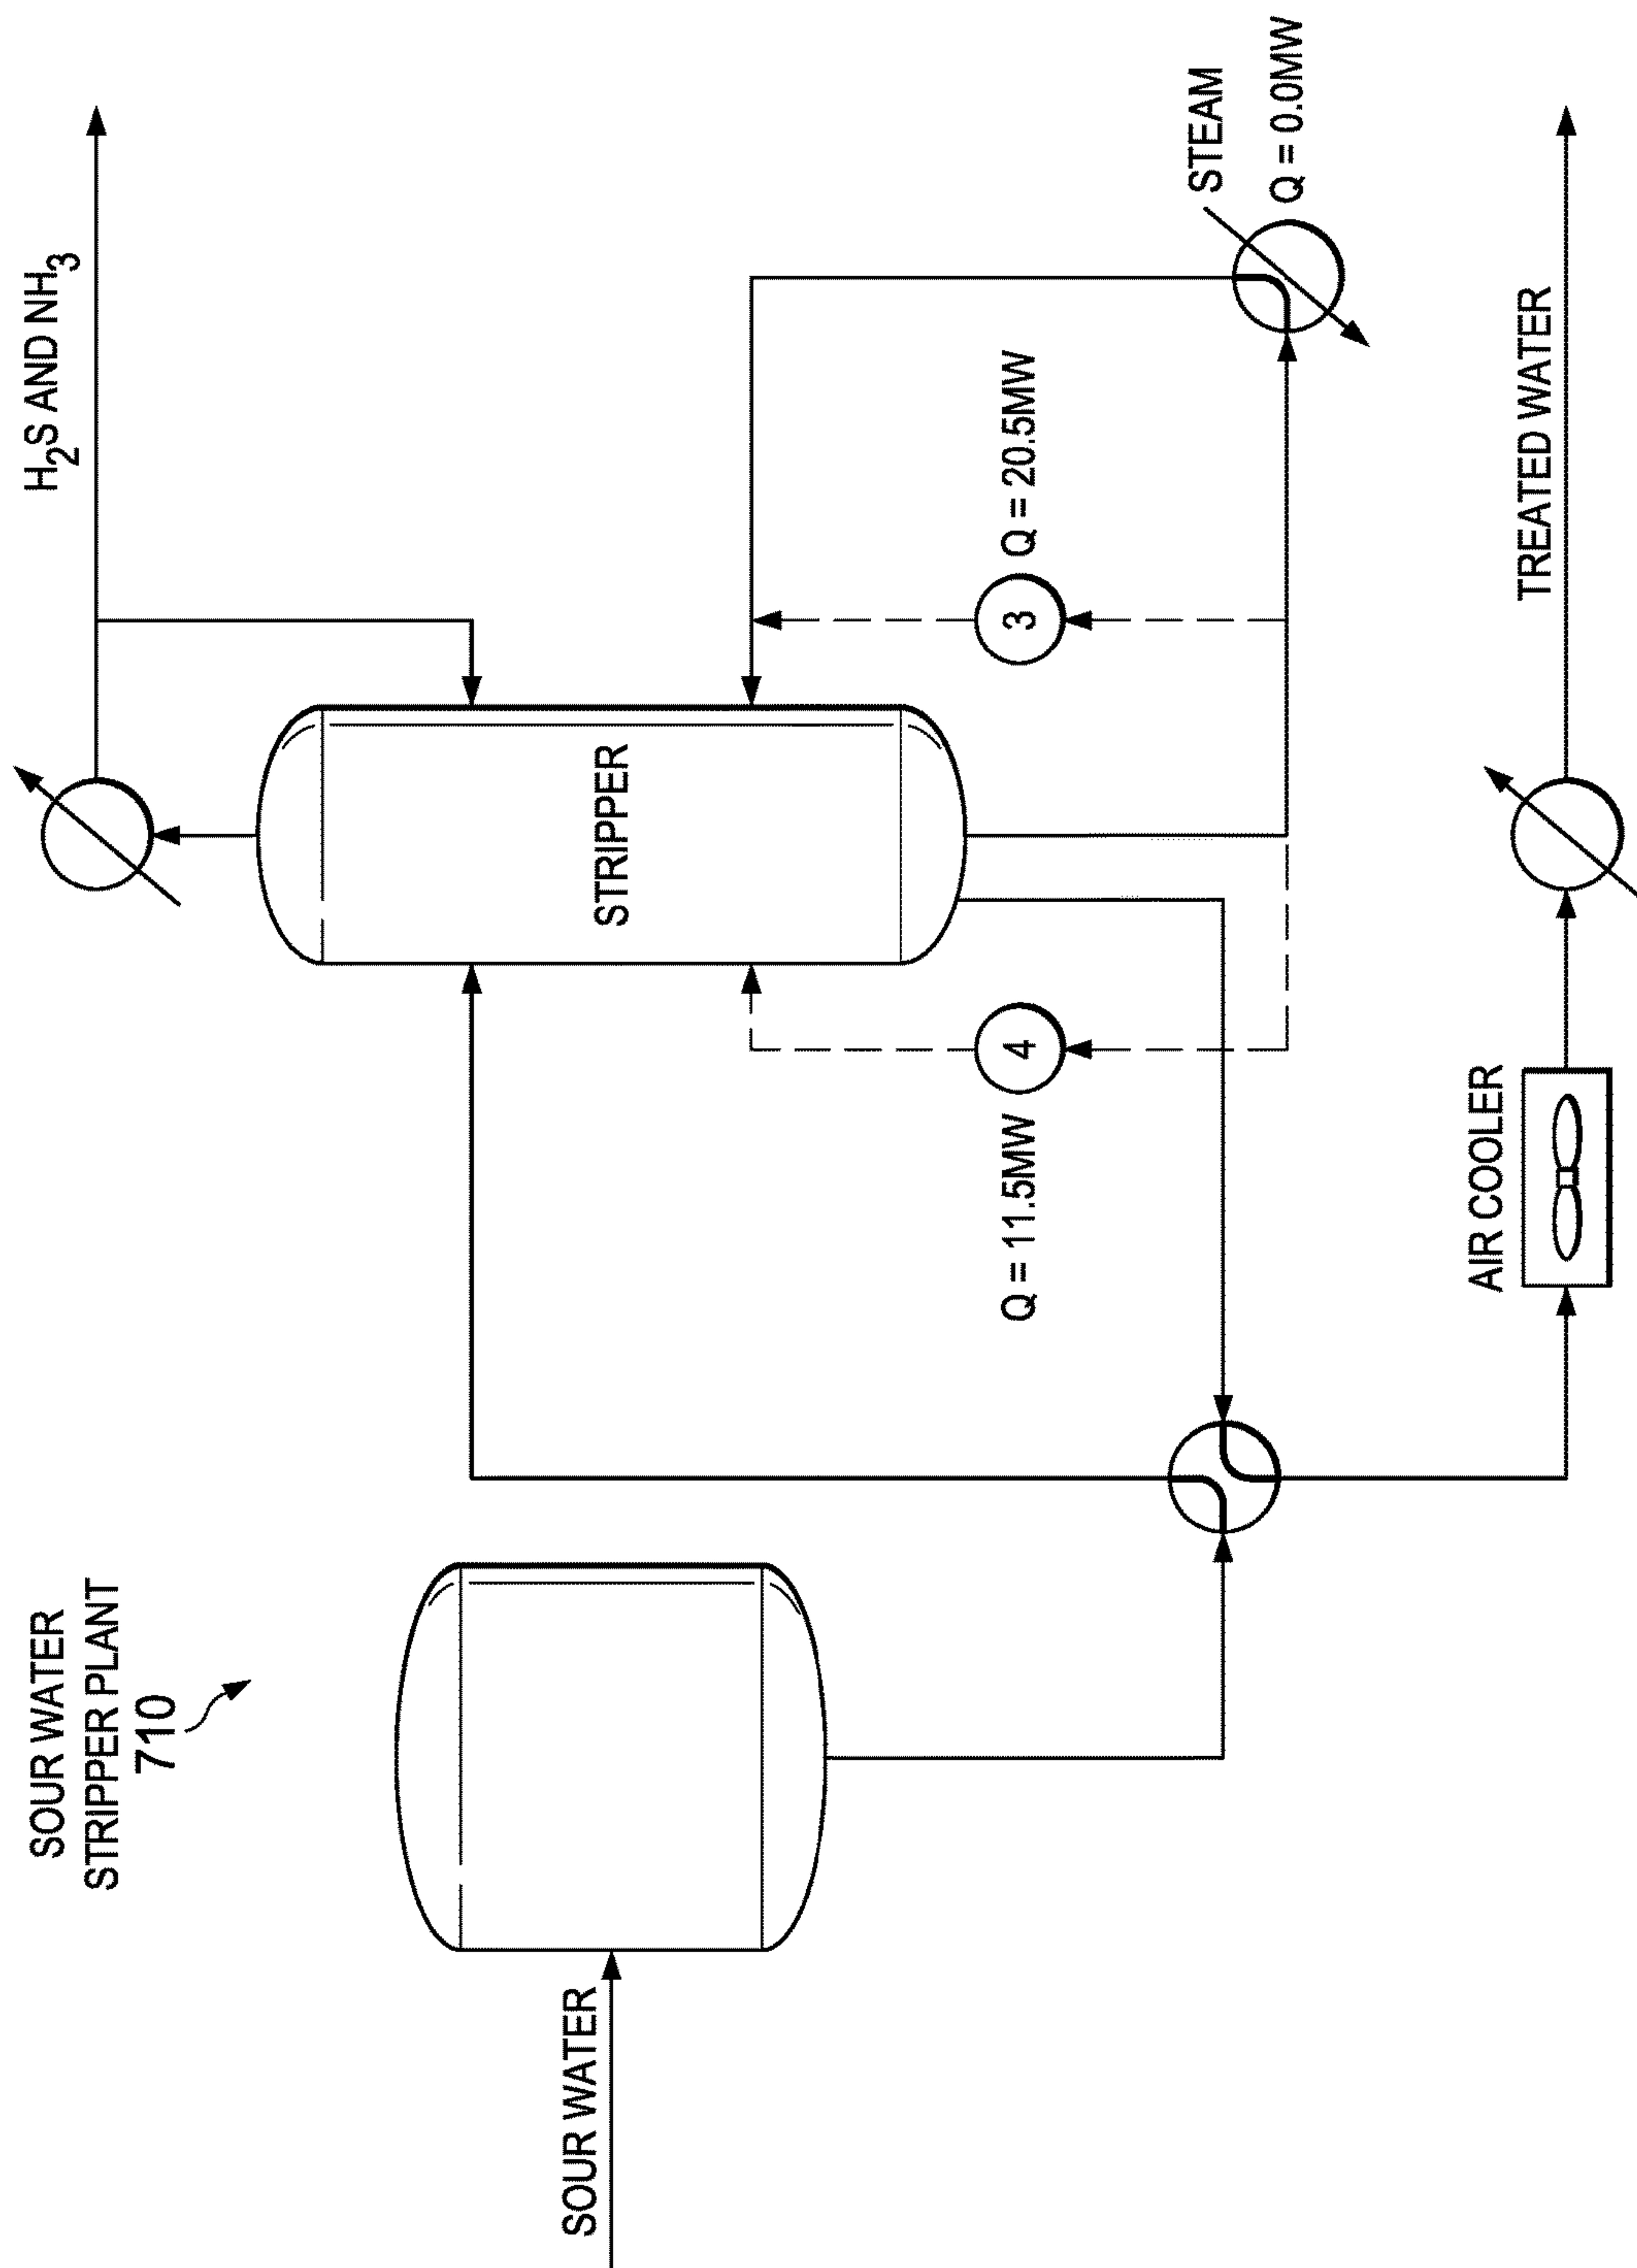 SOUR WATER
STRIPPER PLANT
710
SOUR WATER
H2S AND NH3
STRIPPER
Q = 11.5MW
4
3
Q = 20.5MW
STEAM
Q = 0.0MW
AIR COOLER
TREATED WATER